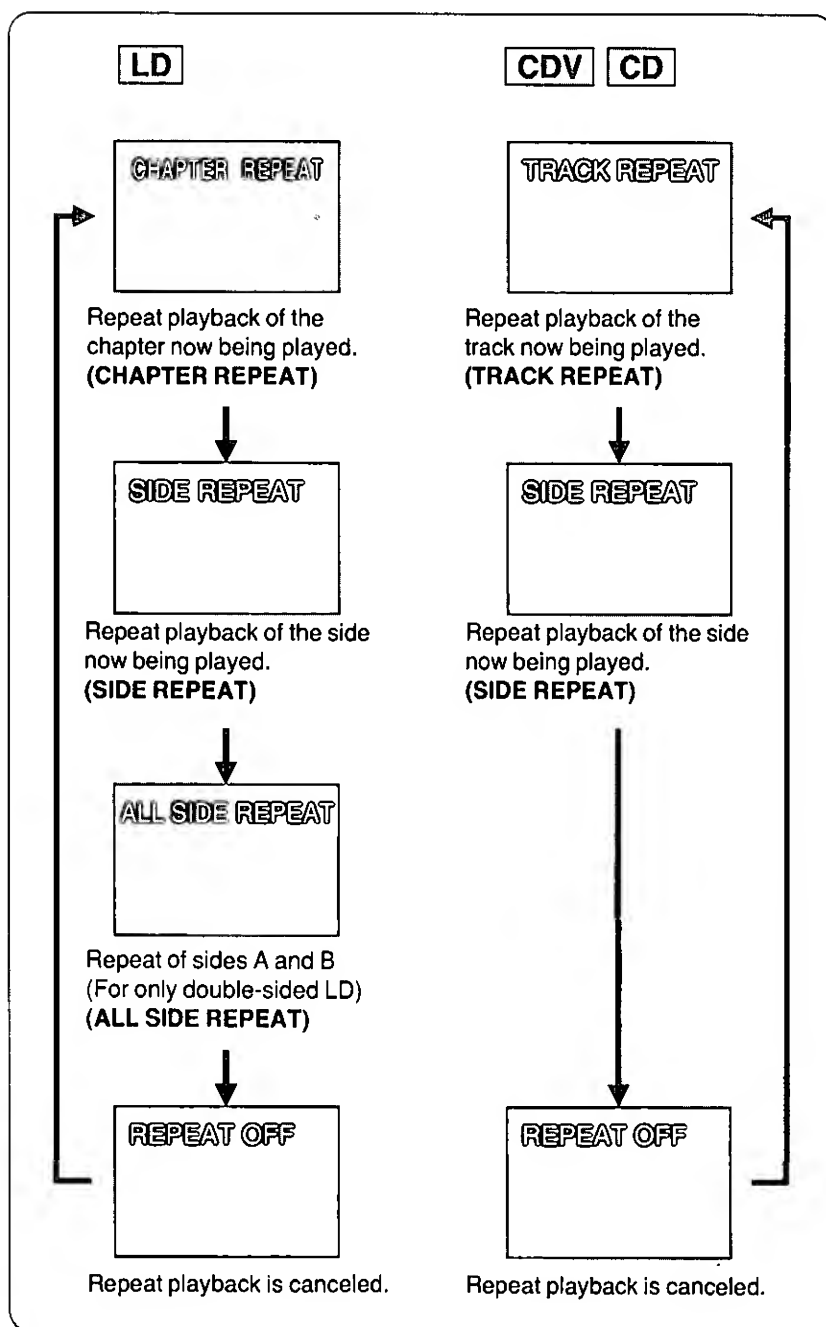 LD
CHAPTER REPEAT
Repeat playback of the
chapter now being played.
(CHAPTER REPEAT)
SIDE REPEAT
Repeat playback of the side
now being played.
(SIDE REPEAT)
ALL SIDE REPEAT
Repeat of sides A and B
(For only double-sided LD)
(ALL SIDE REPEAT)
REPEAT OFF
Repeat playback is canceled.
CDV CD
TRACK REPEAT
Repeat playback of the
track now being played.
(TRACK REPEAT)
SIDE REPEAT
Repeat playback of the side
now being played.
(SIDE REPEAT)
REPEAT OFF
Repeat playback is canceled.